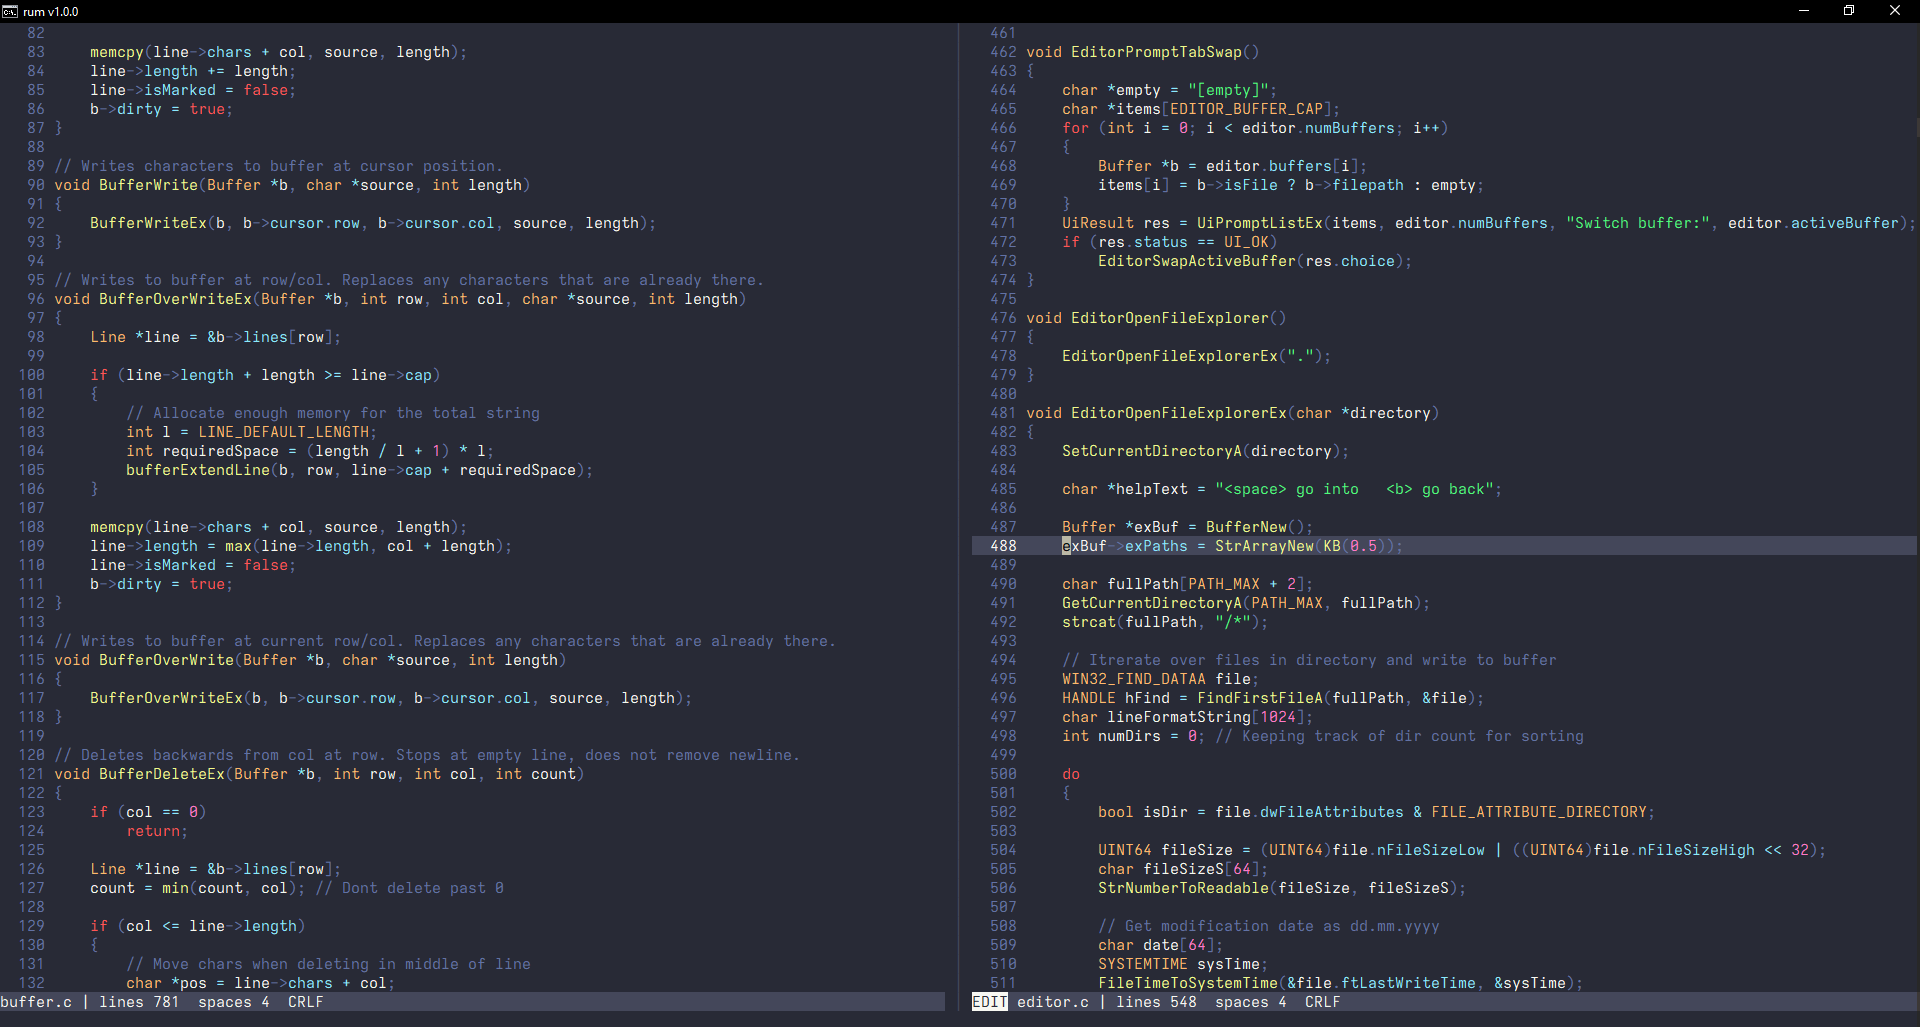 rum v1.0.0
82
83     memcpy(line->chars + col, source, length);
84     line->length += length;
85     line->isMarked = false;
86     b->dirty = true;
87 }
88
89 // Writes characters to buffer at cursor position.
90 void BufferWrite(Buffer *b, char *source, int length)
91 {
92     BufferWriteEx(b, b->cursor.row, b->cursor.col, source, length);
93 }
94
95 // Writes to buffer at row/col. Replaces any characters that are already there.
96 void BufferOverWriteEx(Buffer *b, int row, int col, char *source, int length)
97 {
98     Line *line = &b->lines[row];
99
100     if (line->length + length >= line->cap)
101     {
102         // Allocate enough memory for the total string
103         int l = LINE_DEFAULT_LENGTH;
104         int requiredSpace = (length / l + 1) * l;
105         bufferExtendLine(b, row, line->cap + requiredSpace);
106     }
107
108     memcpy(line->chars + col, source, length);
109     line->length = max(line->length, col + length);
110     line->isMarked = false;
111     b->dirty = true;
112 }
113
114 // Writes to buffer at current row/col. Replaces any characters that are already there.
115 void BufferOverWrite(Buffer *b, char *source, int length)
116 {
117     BufferOverWriteEx(b, b->cursor.row, b->cursor.col, source, length);
118 }
119
120 // Deletes backwards from col at row. Stops at empty line, does not remove newline.
121 void BufferDeleteEx(Buffer *b, int row, int col, int count)
122 {
123     if (col == 0)
124         return;
125
126     Line *line = &b->lines[row];
127     count = min(count, col); // Dont delete past 0
128
129     if (col <= line->length)
130     {
131         // Move chars when deleting in middle of line
132         char *pos = line->chars + col;
buffer.c | lines 781  spaces 4  CRLF
461
462 void EditorPromptTabSwap()
463 {
464     char *empty = "[empty]";
465     char *items[EDITOR_BUFFER_CAP];
466     for (int i = 0; i < editor.numBuffers; i++)
467     {
468         Buffer *b = editor.buffers[i];
469         items[i] = b->isFile ? b->filepath : empty;
470     }
471     UiResult res = UiPromptListEx(items, editor.numBuffers, "Switch buffer:", editor.activeBuffer);
472     if (res.status == UI_OK)
473         EditorSwapActiveBuffer(res.choice);
474 }
475
476 void EditorOpenFileExplorer()
477 {
478     EditorOpenFileExplorerEx(".");
479 }
480
481 void EditorOpenFileExplorerEx(char *directory)
482 {
483     SetCurrentDirectoryA(directory);
484
485     char *helpText = "<space> go into   <b> go back";
486
487     Buffer *exBuf = BufferNew();
488     exBuf->exPaths = StrArrayNew(KB(0.5));
489
490     char fullPath[PATH_MAX + 2];
491     GetCurrentDirectoryA(PATH_MAX, fullPath);
492     strcat(fullPath, "/*");
493
494     // Itrerate over files in directory and write to buffer
495     WIN32_FIND_DATAA file;
496     HANDLE hFind = FindFirstFileA(fullPath, &file);
497     char lineFormatString[1024];
498     int numDirs = 0; // Keeping track of dir count for sorting
499
500     do
501     {
502         bool isDir = file.dwFileAttributes & FILE_ATTRIBUTE_DIRECTORY;
503
504         UINT64 fileSize = (UINT64)file.nFileSizeLow | ((UINT64)file.nFileSizeHigh << 32);
505         char fileSizeS[64];
506         StrNumberToReadable(fileSize, fileSizeS);
507
508         // Get modification date as dd.mm.yyyy
509         char date[64];
510         SYSTEMTIME sysTime;
511         FileTimeToSystemTime(&file.ftLastWriteTime, &sysTime);
EDIT editor.c | lines 548  spaces 4  CRLF